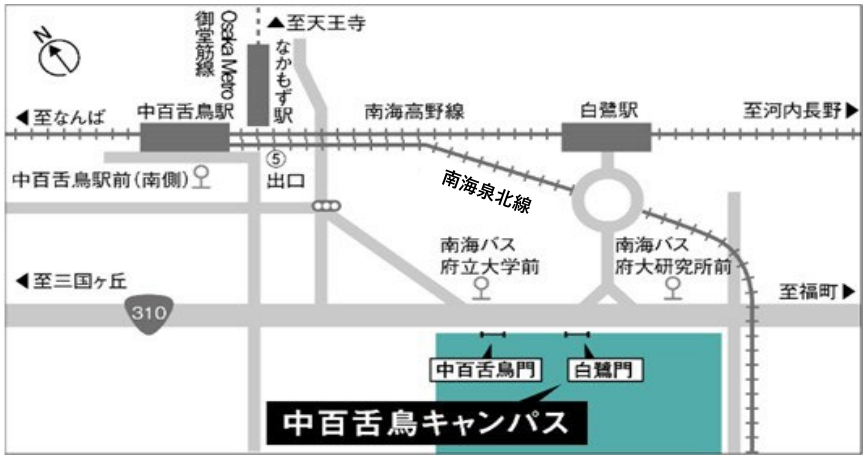 N
Osaka Metro
御堂筋線
▲至天王寺
なかもず駅
◀至なんば
中百舌鳥駅
南海高野線
白鷺駅
至河内長野▶
⑤
出口
中百舌鳥駅前(南側)
南海泉北線
南海バス
府立大学前
南海バス
府大研究所前
◀至三国ヶ丘
至福町▶
310
中百舌鳥門
白鷺門
中百舌鳥キャンパス